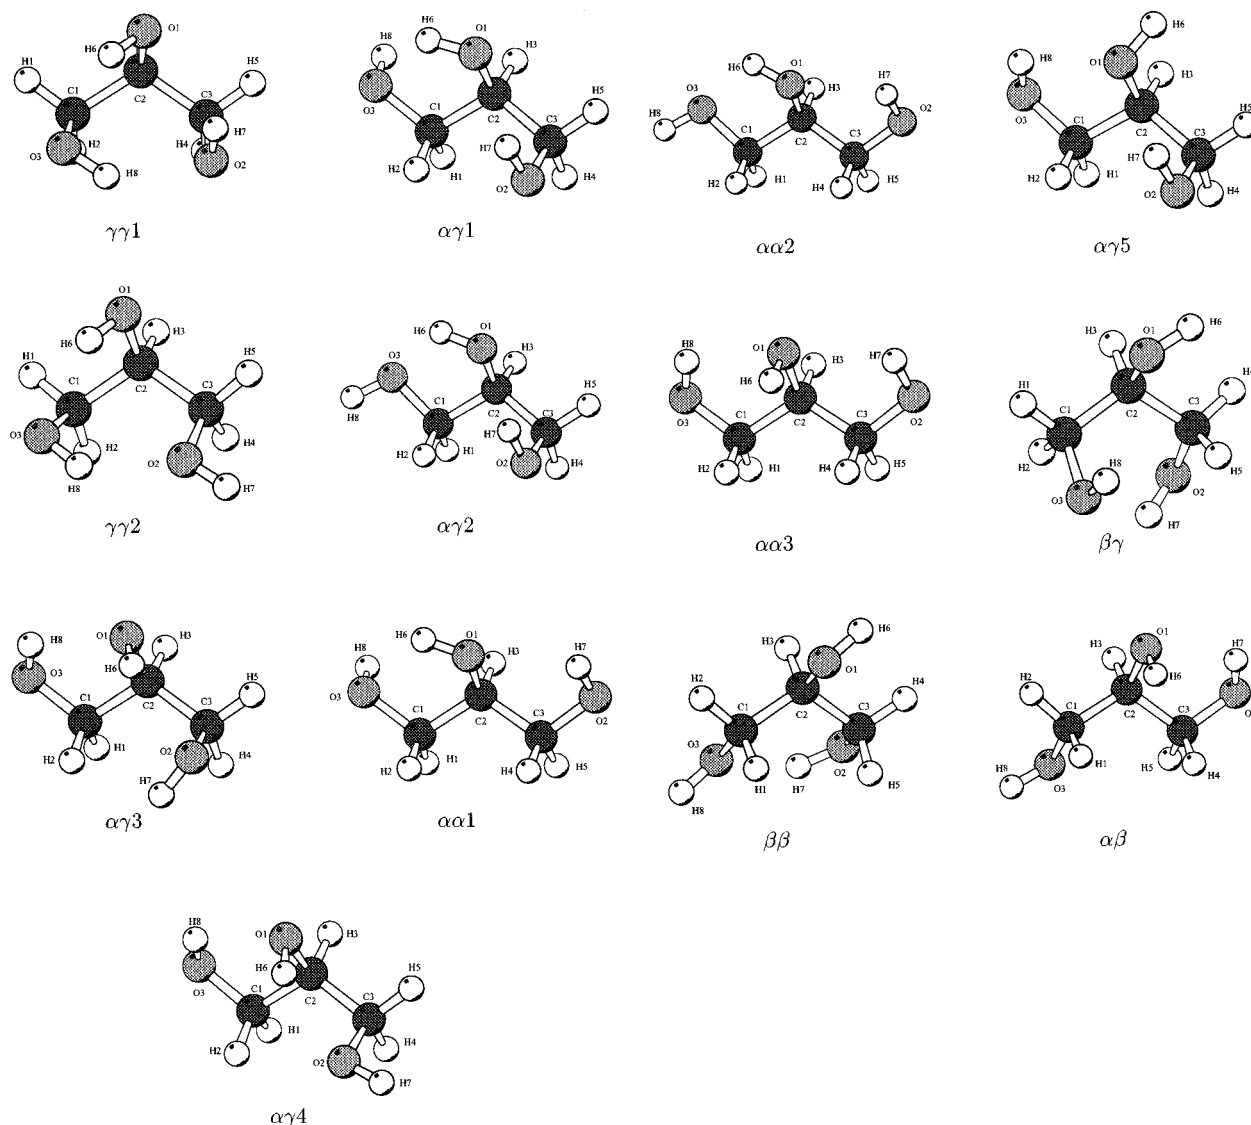 H6 O1
H1 H5
C1 C2 C3
H7
O3 H2 H4 O2
H8
γγ1
H8 H6 O1 H3
H5
O3 C1 C2 C3
H7
H2 H1 O2 H4
αγ1
H6 O1 H7
O3 H3 O2
H8 C1 C2 C3
H2 H1 H4 H5
αα2
H6
H8 O1 H3
H5
O3 C1 C2 C3
H7
H2 H1 O2 H4
αγ5
O1
H6 H3
H1 H5
C1 C2 C3
O3 H2 O2 H4
H8 H7
γγ2
H6 O1
O3 H3
H5
H8 C1 C2 C3
H7
H2 H1 O2 H4
αγ2
H8 O1 H3 H7
H6
O3 C1 C2 C3 O2
H2 H1 H4 H5
αα3
H3 O1 H6
H1 H4
C1 C2 C3
H2 H8 H5
O3 O2
H7
βγ
H8 O1 H3
O3 H6 H5
C1 C2 C3
O2
H2 H1 H7 H4
αγ3
H6 O1 H7
H8 H3
O3 C1 C2 C3 O2
H2 H1 H4 H5
αα1
H6
H3 O1
H2 H4
C1 C2 C3
O3 O2
H8 H1 H7 H5
ββ
O1 H7
H3
H2 H6
C1 C2 C3
H8 O3 H1 H5 H4
αβ
H8 O1 H3
H6 H5
O3 C1 C2 C3
H1 H4
H2 O2 H7
αγ4